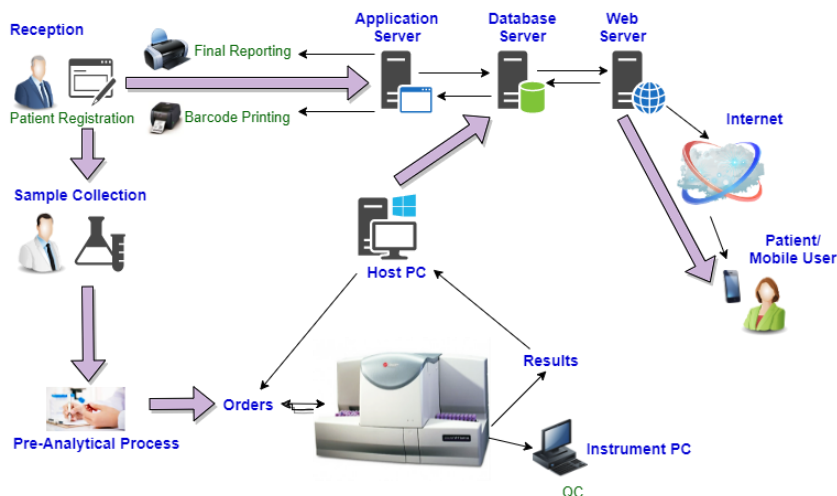 Reception
Application
Server
Database
Server
Web
Server
Final Reporting
Patient Registration
Barcode Printing
Internet
Sample Collection
Patient/
Mobile User
Host PC
Results
Orders
Pre-Analytical Process
Instrument PC
QC